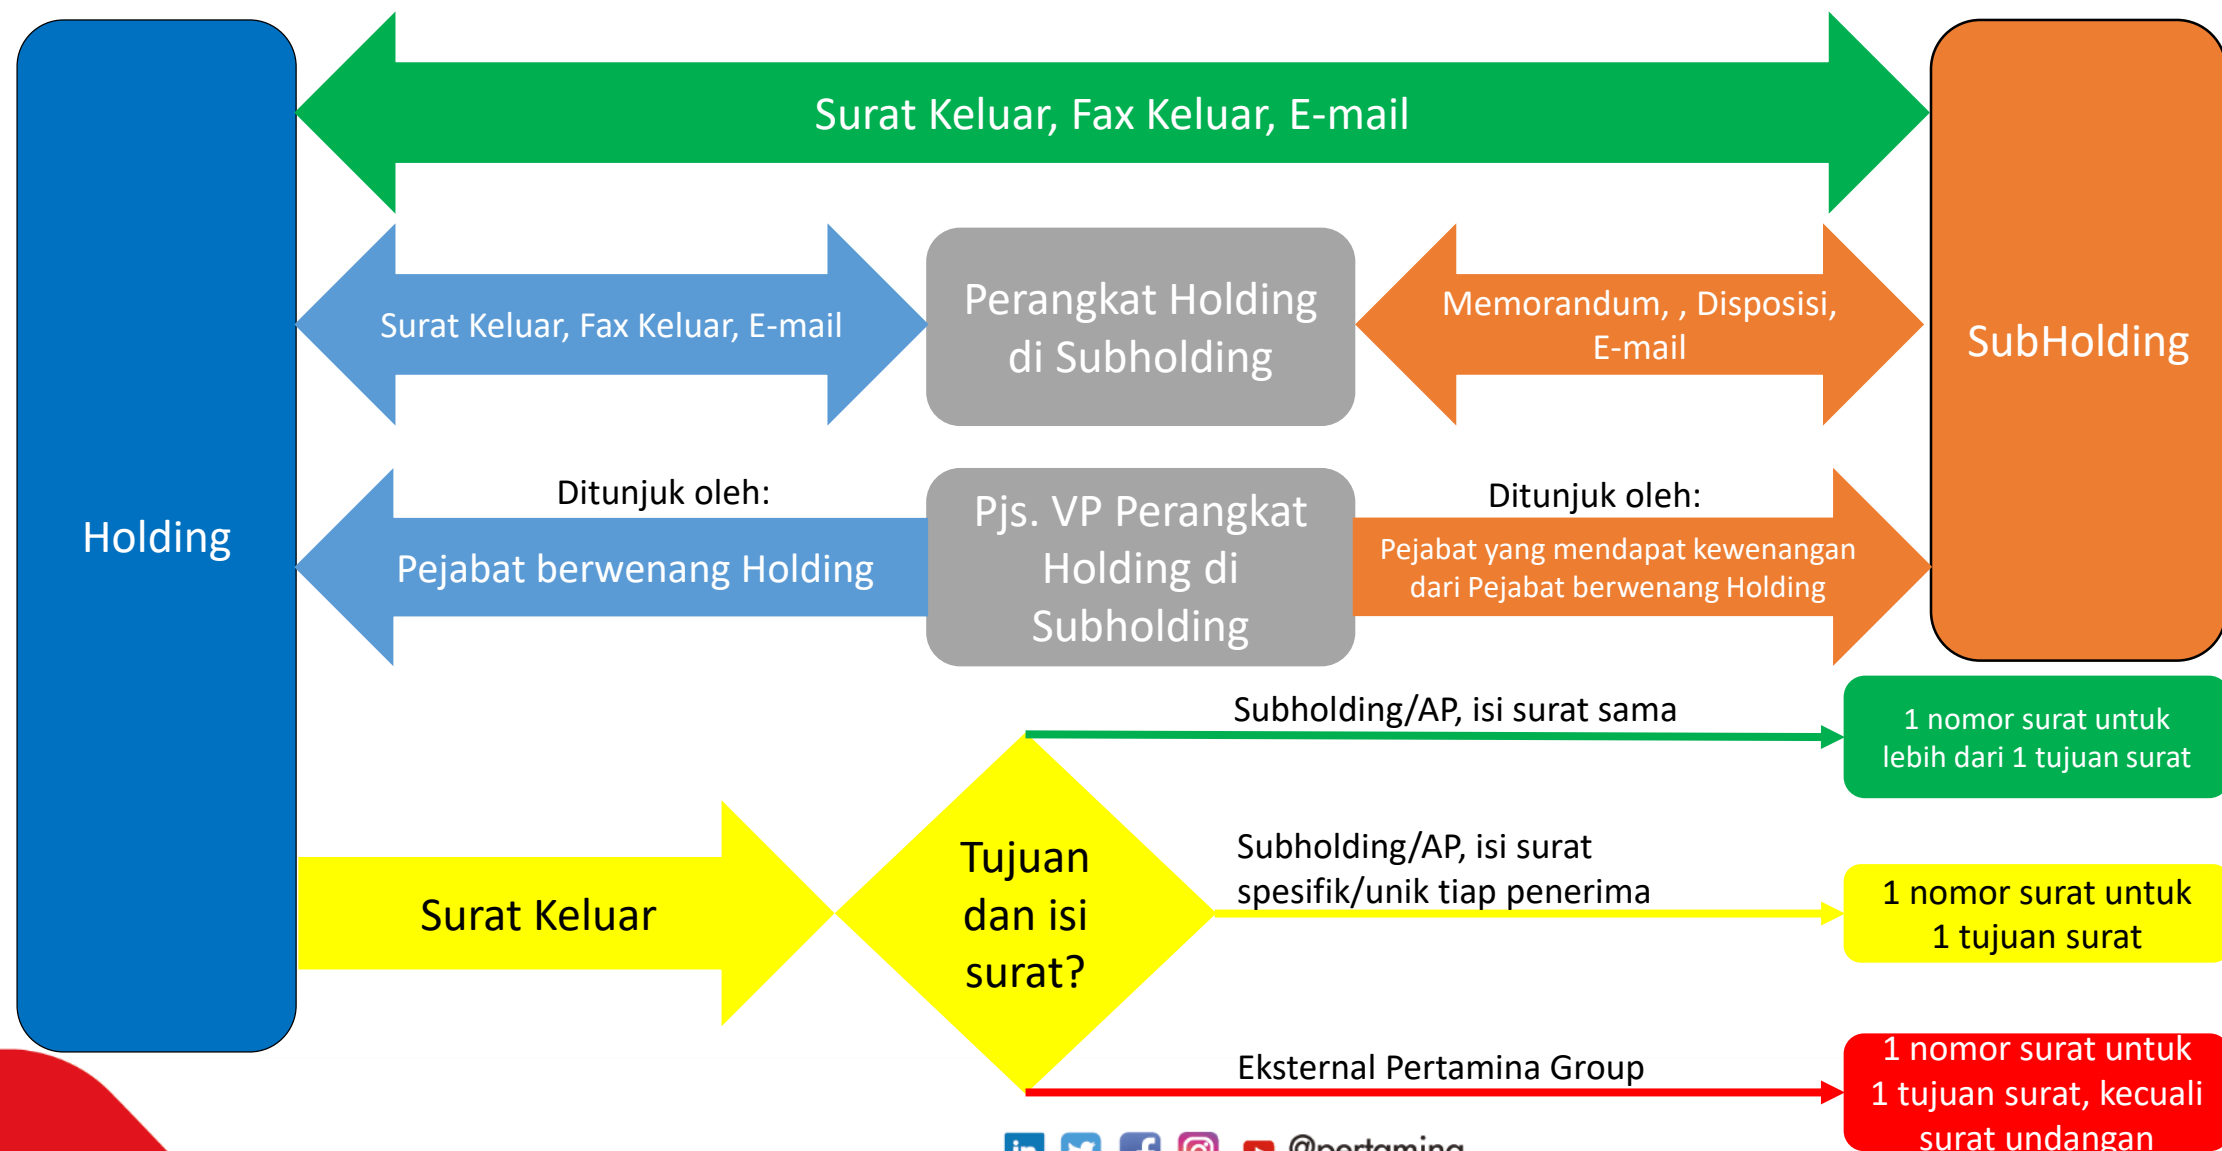 Surat Keluar, Fax Keluar, E-mail
Holding
SubHolding
Surat Keluar, Fax Keluar, E-mail
Perangkat Holding
di Subholding
Memorandum, , Disposisi,
E-mail
Ditunjuk oleh:
Pejabat berwenang Holding
Pjs. VP Perangkat
Holding di
Subholding
Ditunjuk oleh:
Pejabat yang mendapat kewenangan
dari Pejabat berwenang Holding
Surat Keluar
Tujuan
dan isi
surat?
Subholding/AP, isi surat sama
1 nomor surat untuk
lebih dari 1 tujuan surat
Subholding/AP, isi surat
spesifik/unik tiap penerima
1 nomor surat untuk
1 tujuan surat
Eksternal Pertamina Group
1 nomor surat untuk
1 tujuan surat, kecuali
surat undangan
@pertamina